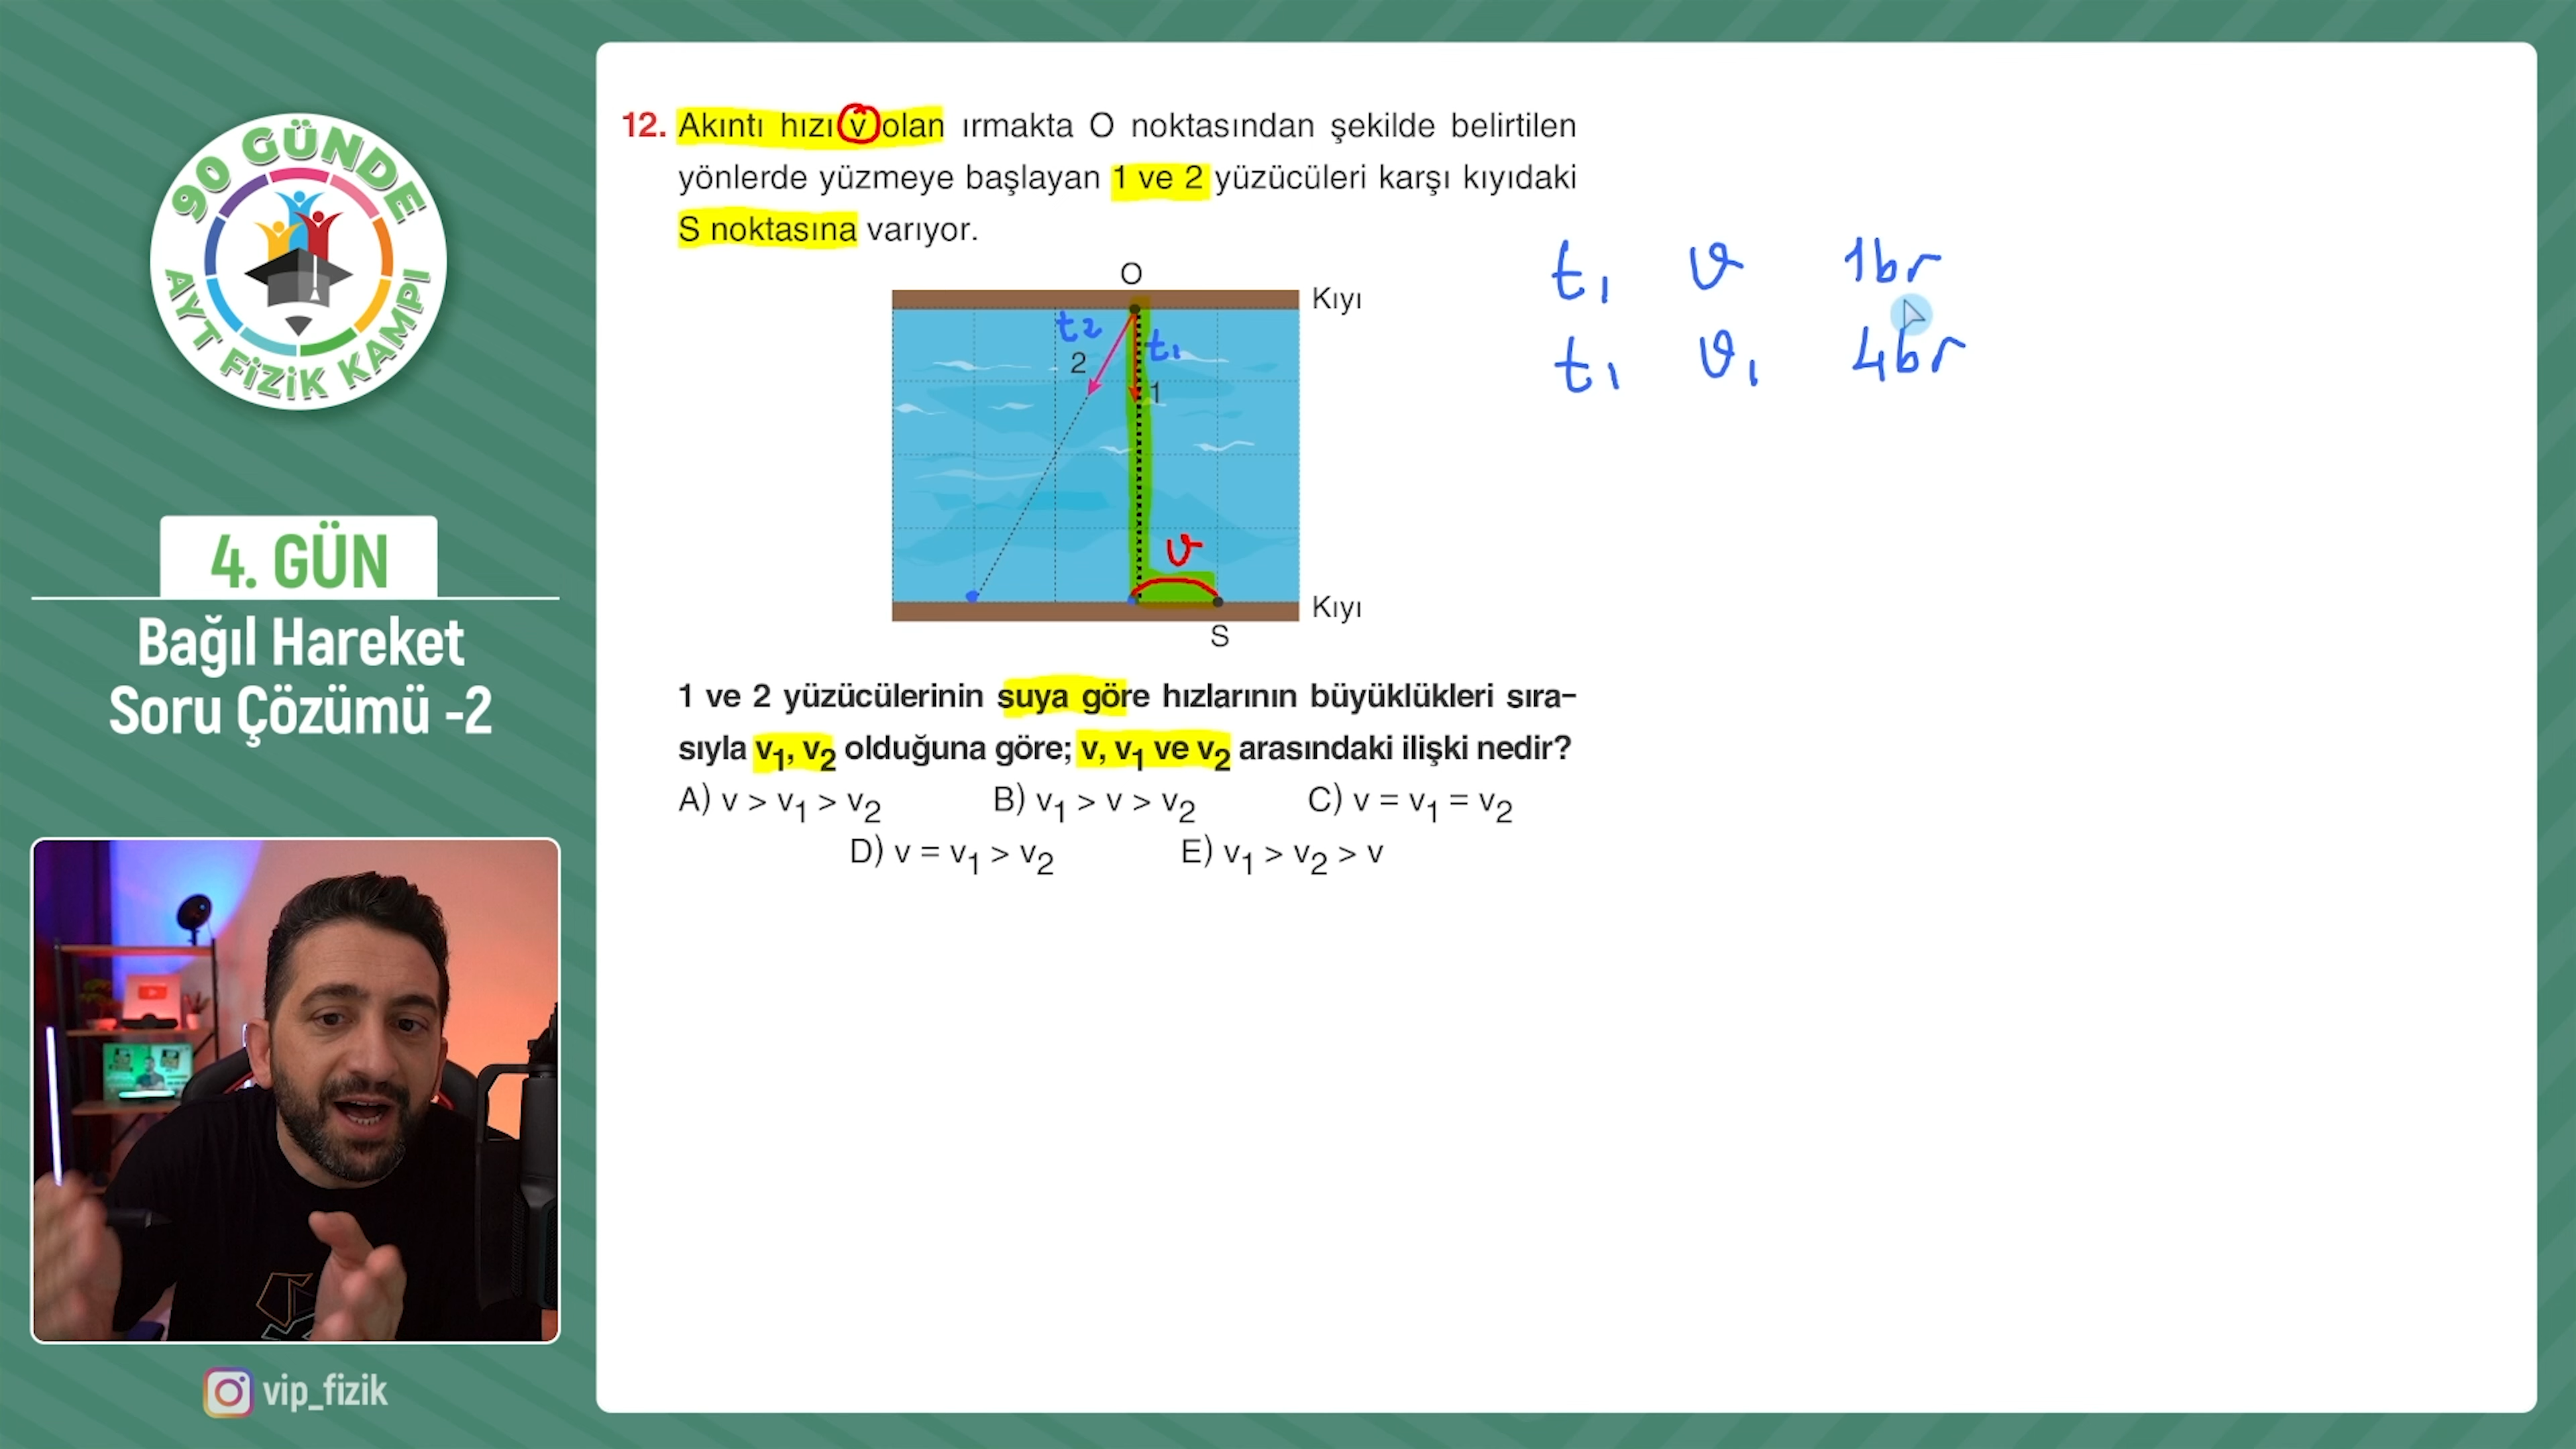 90 GÜNDE
AYT FİZİK KAMPI
4. GÜN
Bağıl Hareket
Soru Çözümü -2
vip_fizik
12. Akıntı hızı v olan ırmakta O noktasından şekilde belirtilen
yönlerde yüzmeye başlayan 1 ve 2 yüzücüleri karşı kıyıdaki
S noktasına varıyor.
O
Kıyı
t2
t1
2
1
v
Kıyı
S
t1 v 1br
t1 v1 4br
1 ve 2 yüzücülerinin suya göre hızlarının büyüklükleri sıra-
sıyla v1, v2 olduğuna göre; v, v1 ve v2 arasındaki ilişki nedir?
A) v > v1 > v2 B) v1 > v > v2 C) v = v1 = v2
D) v = v1 > v2 E) v1 > v2 > v